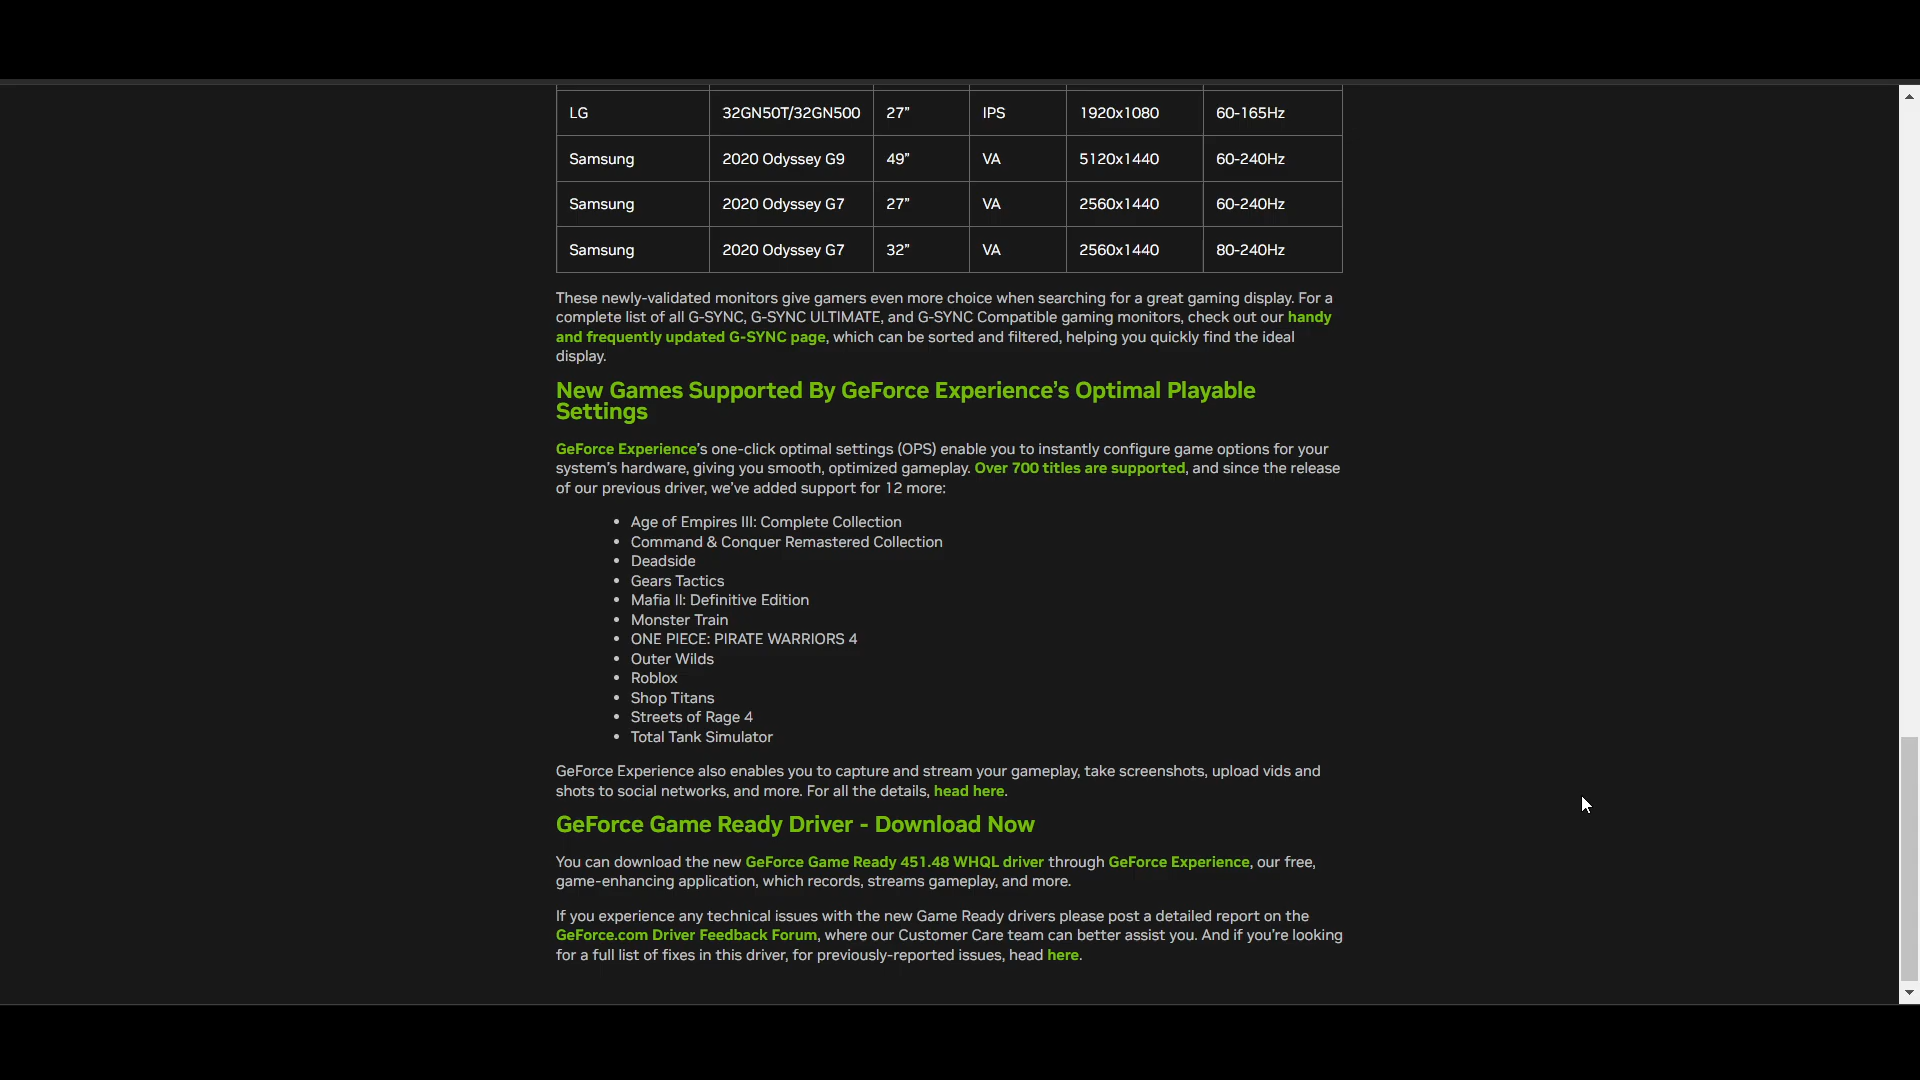 LG 32GN50T/32GN500 27” IPS 1920x1080 60-165Hz
Samsung 2020 Odyssey G9 49” VA 5120x1440 60-240Hz
Samsung 2020 Odyssey G7 27” VA 2560x1440 60-240Hz
Samsung 2020 Odyssey G7 32” VA 2560x1440 80-240Hz
These newly-validated monitors give gamers even more choice when searching for a great gaming display. For a
complete list of all G-SYNC, G-SYNC ULTIMATE, and G-SYNC Compatible gaming monitors, check out our handy
and frequently updated G-SYNC page, which can be sorted and filtered, helping you quickly find the ideal
display.
New Games Supported By GeForce Experience’s Optimal Playable
Settings
GeForce Experience’s one-click optimal settings (OPS) enable you to instantly configure game options for your
system’s hardware, giving you smooth, optimized gameplay. Over 700 titles are supported, and since the release
of our previous driver, we’ve added support for 12 more:
• Age of Empires III: Complete Collection
• Command & Conquer Remastered Collection
• Deadside
• Gears Tactics
• Mafia II: Definitive Edition
• Monster Train
• ONE PIECE: PIRATE WARRIORS 4
• Outer Wilds
• Roblox
• Shop Titans
• Streets of Rage 4
• Total Tank Simulator
GeForce Experience also enables you to capture and stream your gameplay, take screenshots, upload vids and
shots to social networks, and more. For all the details, head here.
GeForce Game Ready Driver - Download Now
You can download the new GeForce Game Ready 451.48 WHQL driver through GeForce Experience, our free,
game-enhancing application, which records, streams gameplay, and more.
If you experience any technical issues with the new Game Ready drivers please post a detailed report on the
GeForce.com Driver Feedback Forum, where our Customer Care team can better assist you. And if you’re looking
for a full list of fixes in this driver, for previously-reported issues, head here.